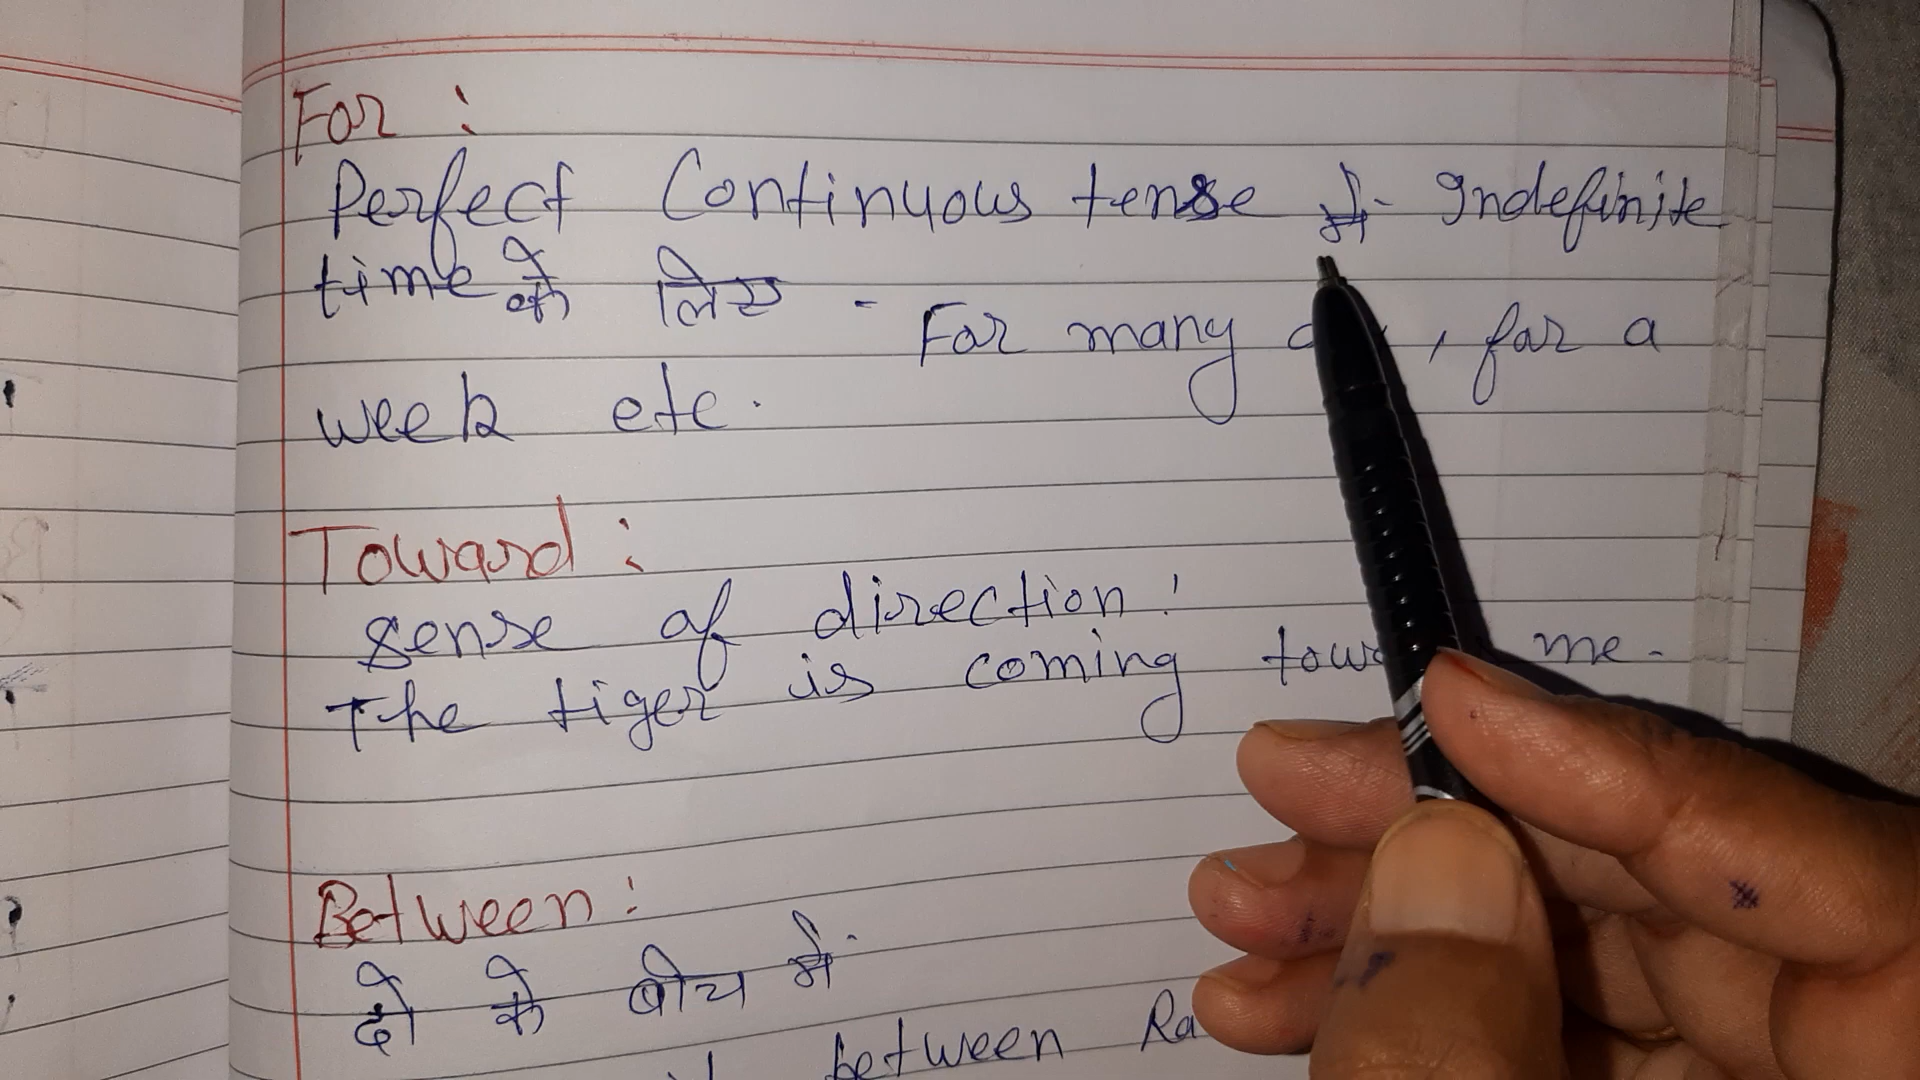 For :
Perfect Continuous tense में Indefinite
time के लिए - For many , for a
week etc.
Toward :
sense of direction :
The tiger is coming me.
Between :
दो के बीच में
between